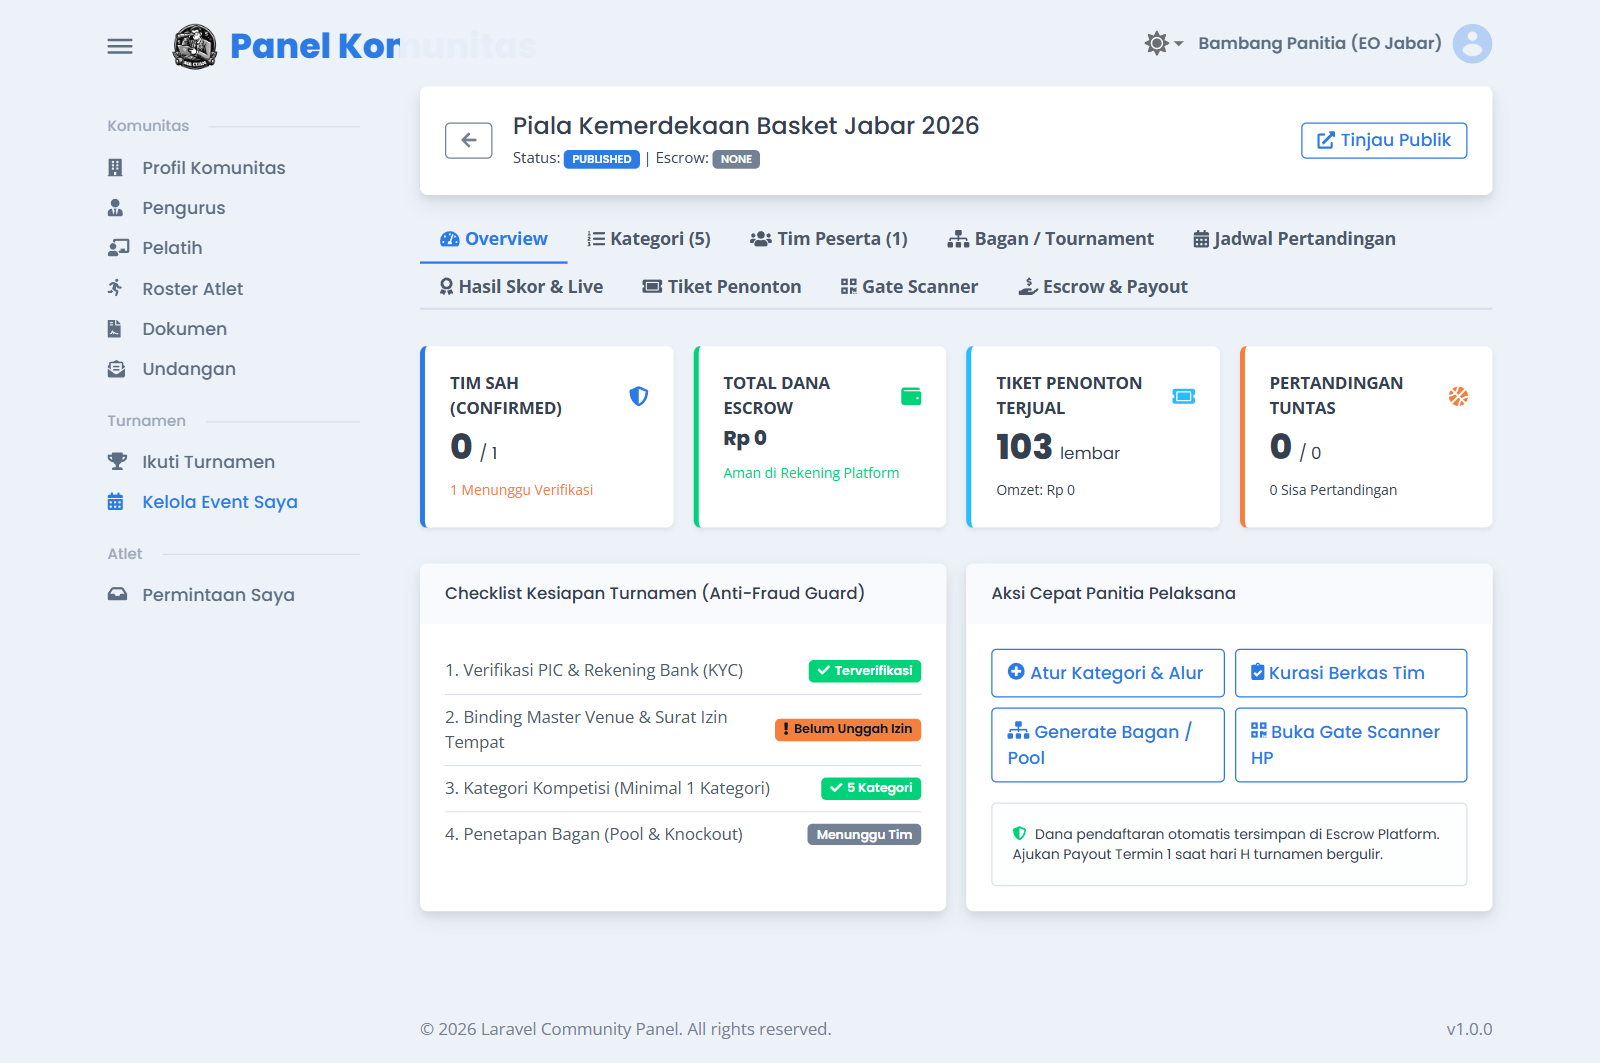 Panel Komunitas
Bambang Panitia (EO Jabar)
Komunitas
Profil Komunitas
Pengurus
Pelatih
Roster Atlet
Dokumen
Undangan
Turnamen
Ikuti Turnamen
Kelola Event Saya
Atlet
Permintaan Saya
Piala Kemerdekaan Basket Jabar 2026
Status: PUBLISHED | Escrow: NONE
Tinjau Publik
Overview
Kategori (5)
Tim Peserta (1)
Bagan / Tournament
Jadwal Pertandingan
Hasil Skor & Live
Tiket Penonton
Gate Scanner
Escrow & Payout
TIM SAH
(CONFIRMED)
0 / 1
1 Menunggu Verifikasi
TOTAL DANA
ESCROW
Rp 0
Aman di Rekening Platform
TIKET PENONTON
TERJUAL
103 lembar
Omzet: Rp 0
PERTANDINGAN
TUNTAS
0 / 0
0 Sisa Pertandingan
Checklist Kesiapan Turnamen (Anti-Fraud Guard)
1. Verifikasi PIC & Rekening Bank (KYC)
Terverifikasi
2. Binding Master Venue & Surat Izin
Tempat
Belum Unggah Izin
3. Kategori Kompetisi (Minimal 1 Kategori)
5 Kategori
4. Penetapan Bagan (Pool & Knockout)
Menunggu Tim
Aksi Cepat Panitia Pelaksana
Atur Kategori & Alur
Kurasi Berkas Tim
Generate Bagan /
Pool
Buka Gate Scanner
HP
Dana pendaftaran otomatis tersimpan di Escrow Platform.
Ajukan Payout Termin 1 saat hari H turnamen bergulir.
© 2026 Laravel Community Panel. All rights reserved.
v1.0.0